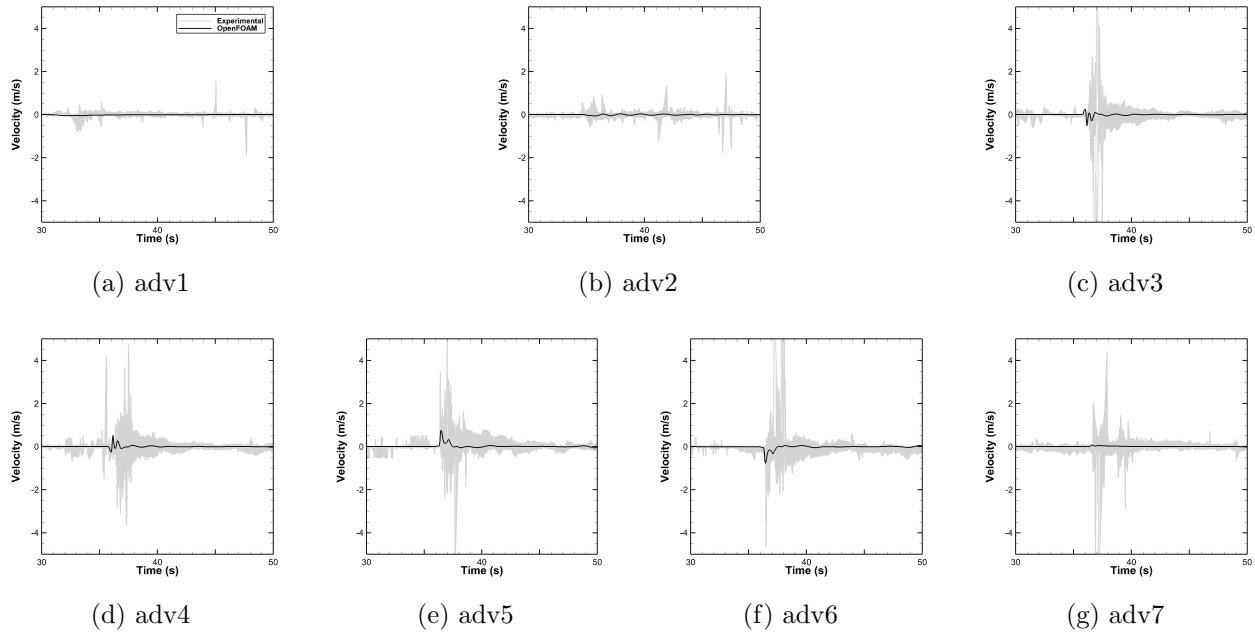 Experimental
OpenFOAM
Velocity (m/s)
4
2
0
-2
-4
30 40 50
Time (s)
(a) adv1
Velocity (m/s)
4
2
0
-2
-4
30 40 50
Time (s)
(b) adv2
Velocity (m/s)
4
2
0
-2
-4
30 40 50
Time (s)
(c) adv3
Velocity (m/s)
4
2
0
-2
-4
30 40 50
Time (s)
(d) adv4
Velocity (m/s)
4
2
0
-2
-4
30 40 50
Time (s)
(e) adv5
Velocity (m/s)
4
2
0
-2
-4
30 40 50
Time (s)
(f) adv6
Velocity (m/s)
4
2
0
-2
-4
30 40 50
Time (s)
(g) adv7